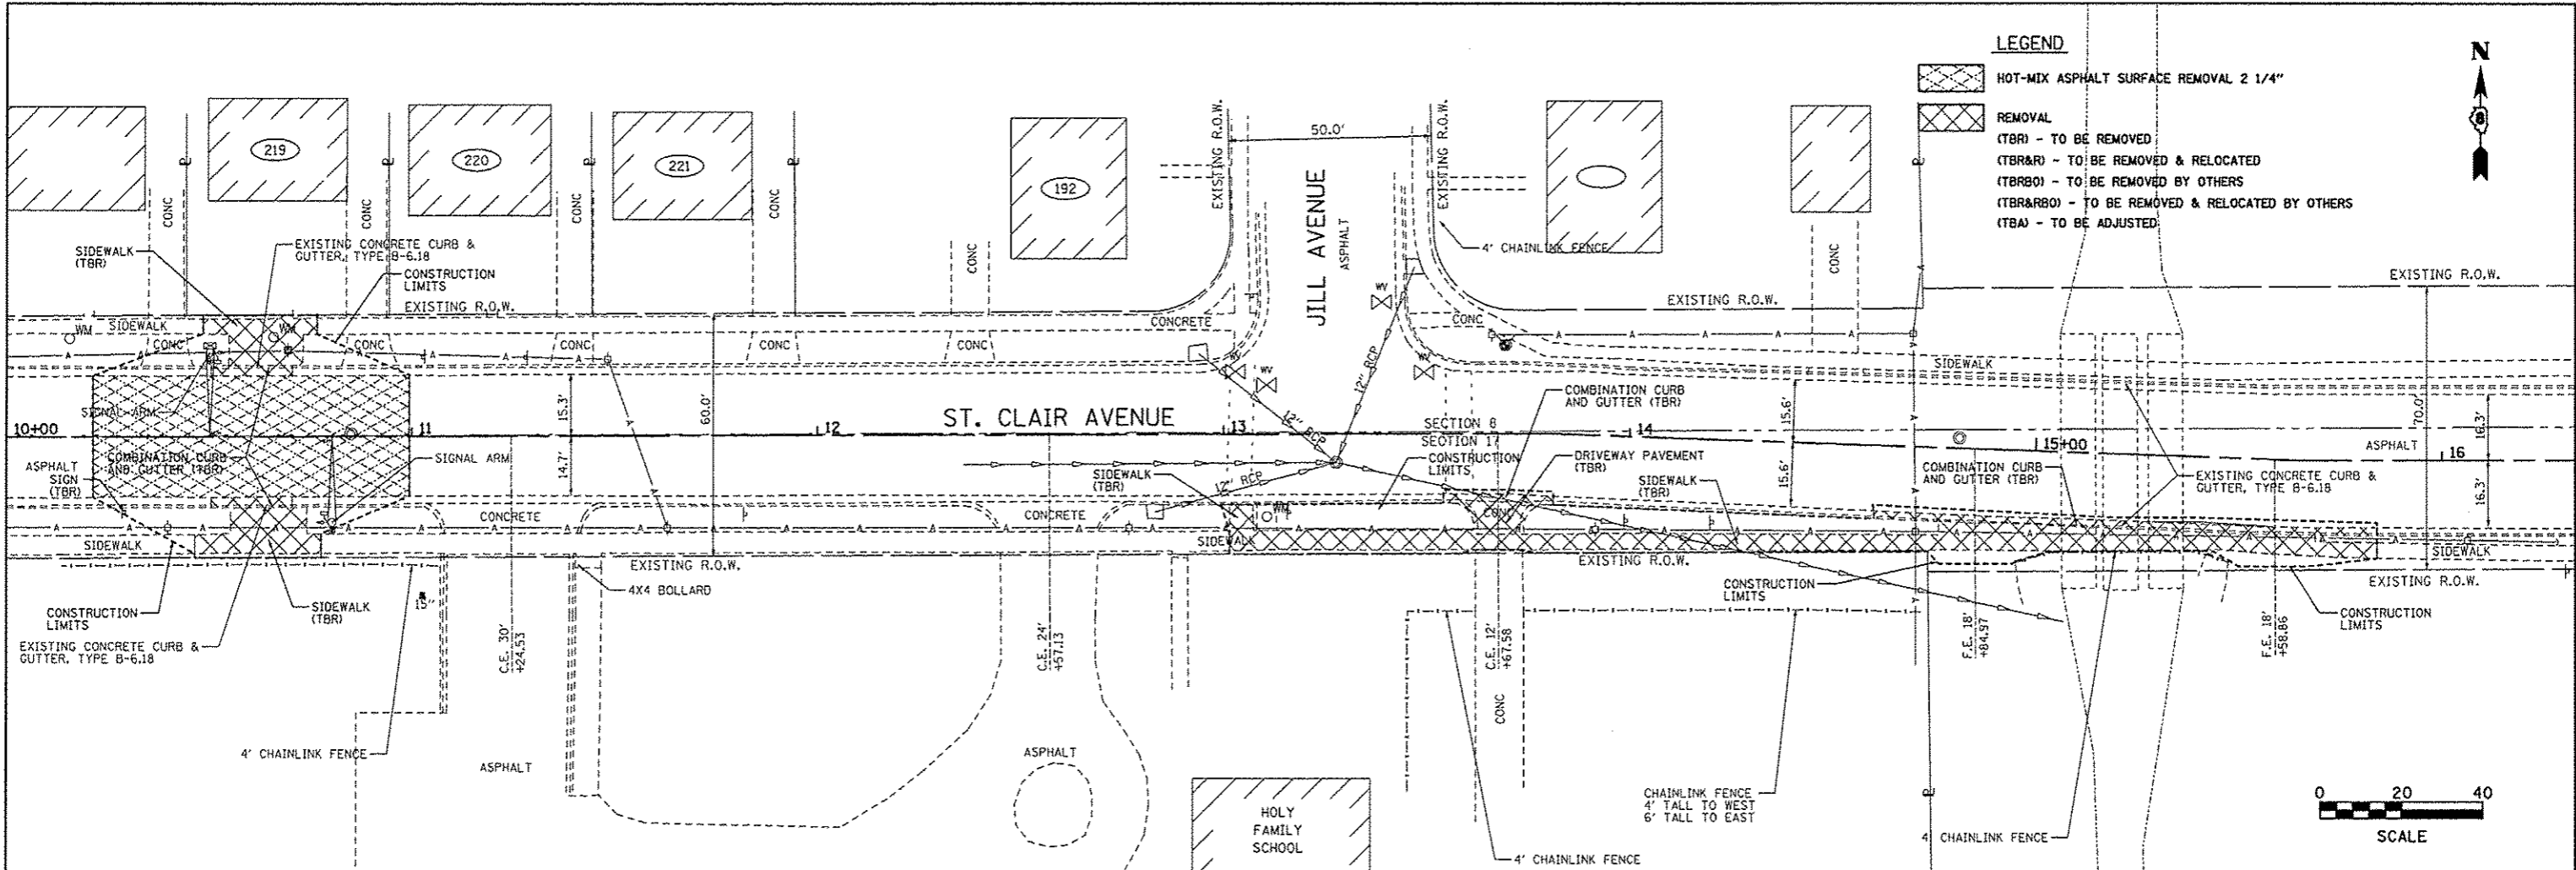 LEGEND
HOT-MIX ASPHALT SURFACE REMOVAL 2 1/4"
REMOVAL
(TBR) - TO BE REMOVED
(TBR&R) - TO BE REMOVED & RELOCATED
(TBRBO) - TO BE REMOVED BY OTHERS
(TBR&RBO) - TO BE REMOVED & RELOCATED BY OTHERS
(TBA) - TO BE ADJUSTED
N
8
219
220
221
192
50.0'
EXISTING R.O.W.
EXISTING R.O.W.
JILL AVENUE
ASPHALT
4' CHAINLINK FENCE
CONC
CONC
CONC
CONC
CONC
CONC
SIDEWALK
(TBR)
EXISTING CONCRETE CURB &
GUTTER, TYPE B-6.18
CONSTRUCTION
LIMITS
EXISTING R.O.W.
EXISTING R.O.W.
EXISTING R.O.W.
WM
SIDEWALK
WM
CONC
CONC
CONC
CONC
CONC
CONCRETE
CONC
WV
WV
WV
WV
SIDEWALK
12" RCP
12" RCP
12" RCP
SIGNAL ARM
15.3'
14.7'
60.0'
ST. CLAIR AVENUE
10+00
11
12
13
14
15+00
16
SECTION 8
SECTION 17
COMBINATION CURB
AND GUTTER (TBR)
15.6'
15.6'
70.0'
16.3'
16.3'
ASPHALT
ASPHALT
SIGN
(TBR)
COMBINATION CURB
AND GUTTER (TBR)
SIGNAL ARM
SIDEWALK
(TBR)
CONSTRUCTION
LIMITS
DRIVEWAY PAVEMENT
(TBR)
SIDEWALK
(TBR)
COMBINATION CURB
AND GUTTER (TBR)
EXISTING CONCRETE CURB &
GUTTER, TYPE B-6.18
CONCRETE
CONCRETE
WM
CONC
SIDEWALK
SIDEWALK
SIDEWALK
EXISTING R.O.W.
EXISTING R.O.W.
EXISTING R.O.W.
4X4 BOLLARD
15"
CONSTRUCTION
LIMITS
SIDEWALK
(TBR)
EXISTING CONCRETE CURB &
GUTTER, TYPE B-6.18
C.E. 30'
+24.53
C.E. 24'
+57.13
C.E. 12'
+67.58
F.E. 18'
+84.97
F.E. 18'
+58.86
CONSTRUCTION
LIMITS
CONSTRUCTION
LIMITS
CONC
4' CHAINLINK FENCE
ASPHALT
ASPHALT
HOLY
FAMILY
SCHOOL
4' CHAINLINK FENCE
CHAINLINK FENCE
4' TALL TO WEST
6' TALL TO EAST
4' CHAINLINK FENCE
0 20 40
SCALE